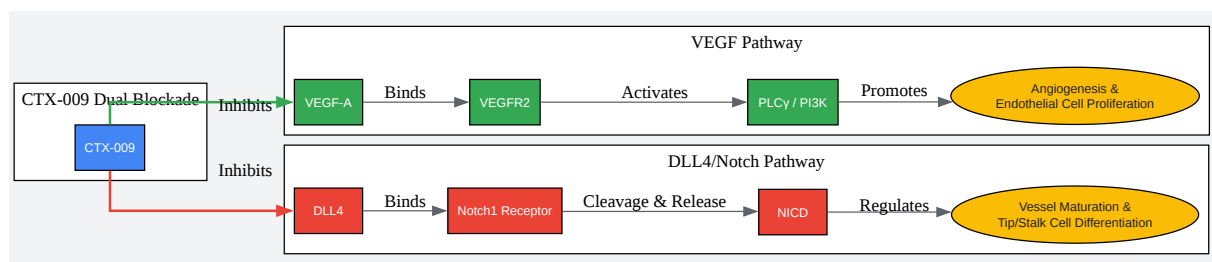 CTX-009 Dual Blockade
CTX-009
Inhibits
Inhibits
VEGF Pathway
VEGF-A
Binds
VEGFR2
Activates
PLCγ / PI3K
Promotes
Angiogenesis &
Endothelial Cell Proliferation
DLL4/Notch Pathway
DLL4
Binds
Notch1 Receptor
Cleavage & Release
NICD
Regulates
Vessel Maturation &
Tip/Stalk Cell Differentiation